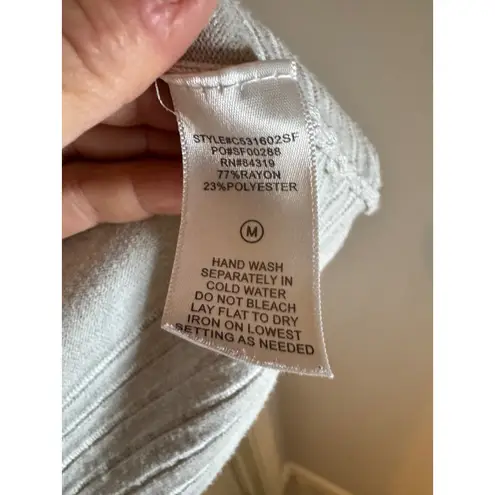 STYLE#C531602SF
PO#SF00288
RN#84319
77%RAYON
23%POLYESTER
M
HAND WASH
SEPARATELY IN
COLD WATER
DO NOT BLEACH
LAY FLAT TO DRY
IRON ON LOWEST
SETTING AS NEEDED